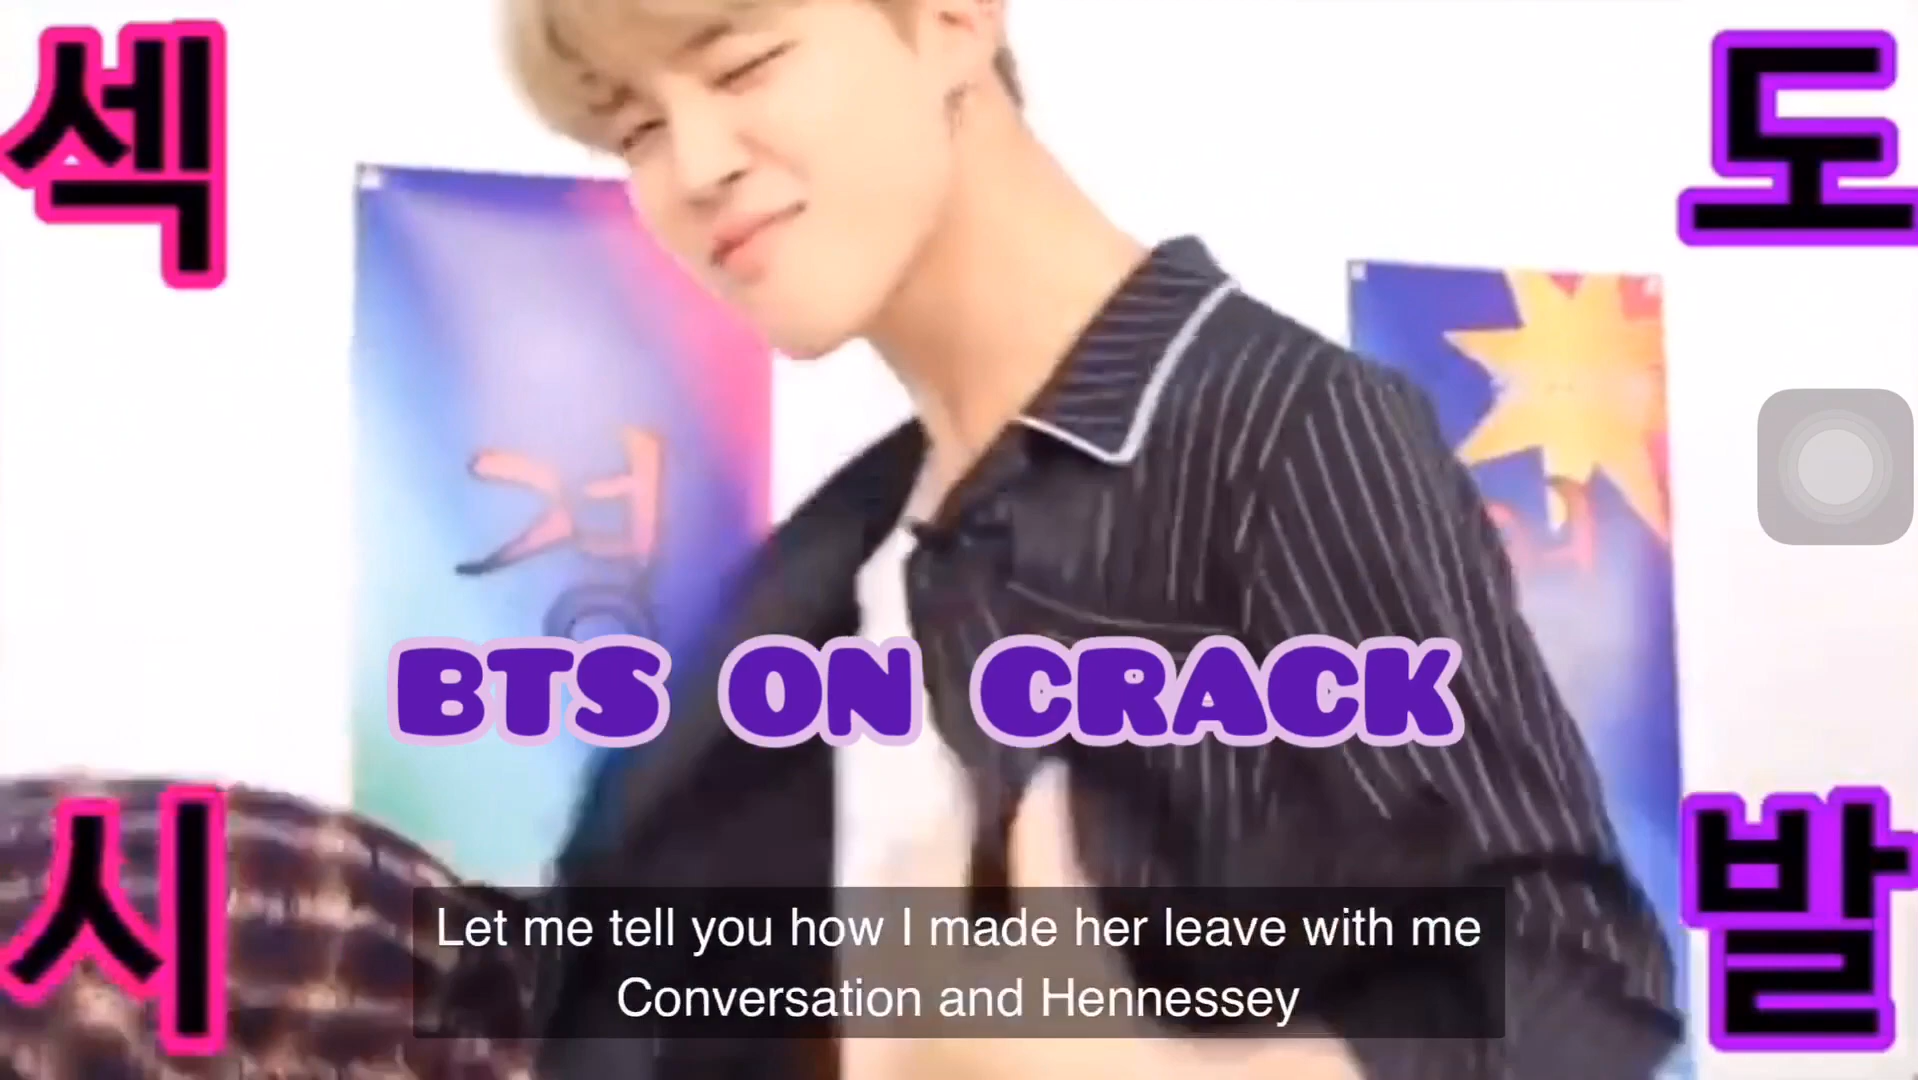 섹시
도발
BTS ON CRACK
Let me tell you how I made her leave with me
Conversation and Hennessey